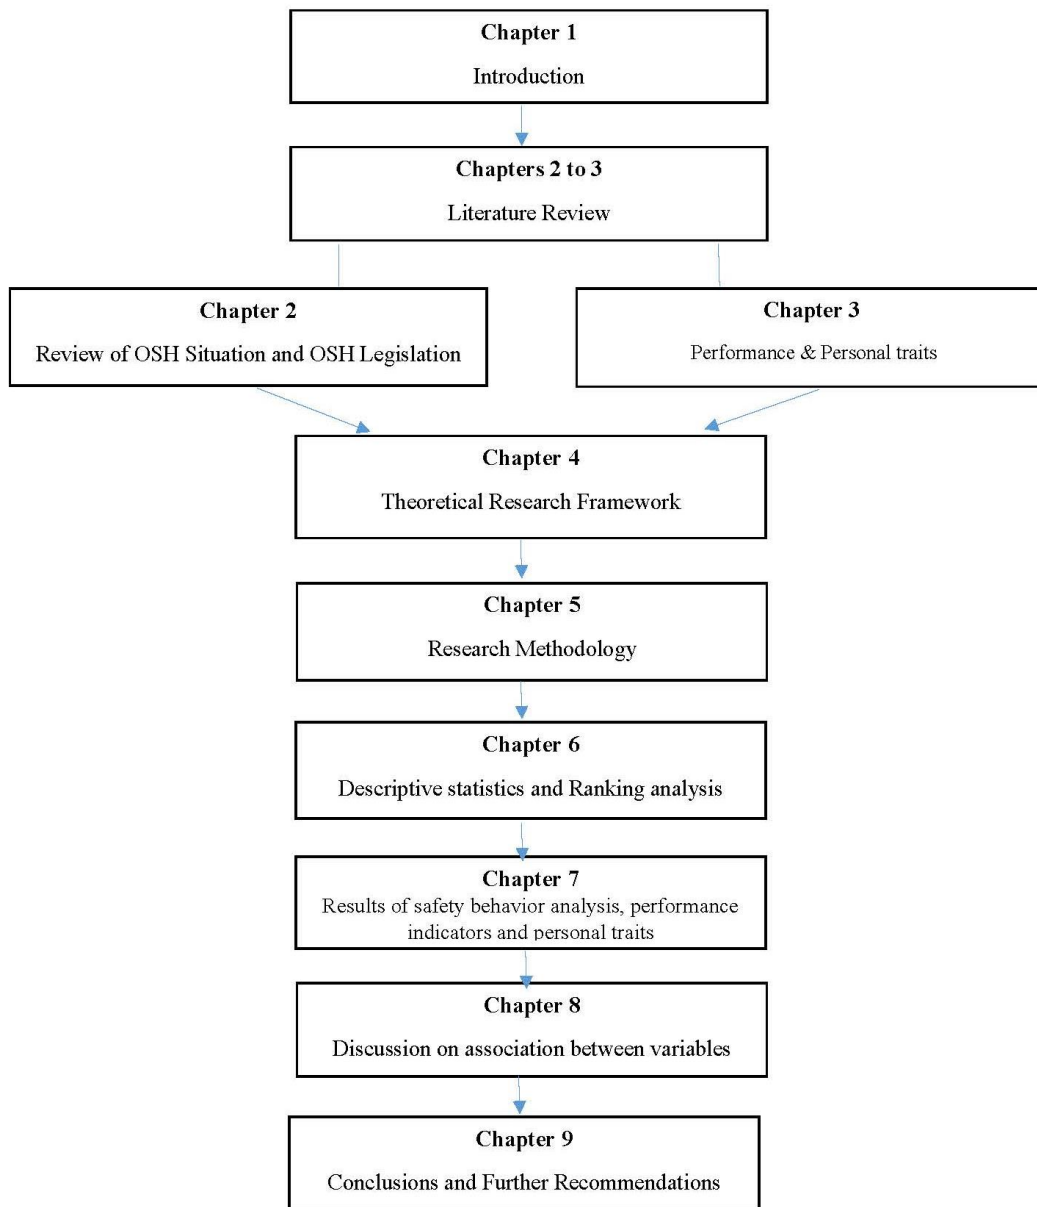 Chapter 1
Introduction
Chapters 2 to 3
Literature Review
Chapter 2
Review of OSH Situation and OSH Legislation
Chapter 3
Performance & Personal traits
Chapter 4
Theoretical Research Framework
Chapter 5
Research Methodology
Chapter 6
Descriptive statistics and Ranking analysis
Chapter 7
Results of safety behavior analysis, performance
indicators and personal traits
Chapter 8
Discussion on association between variables
Chapter 9
Conclusions and Further Recommendations